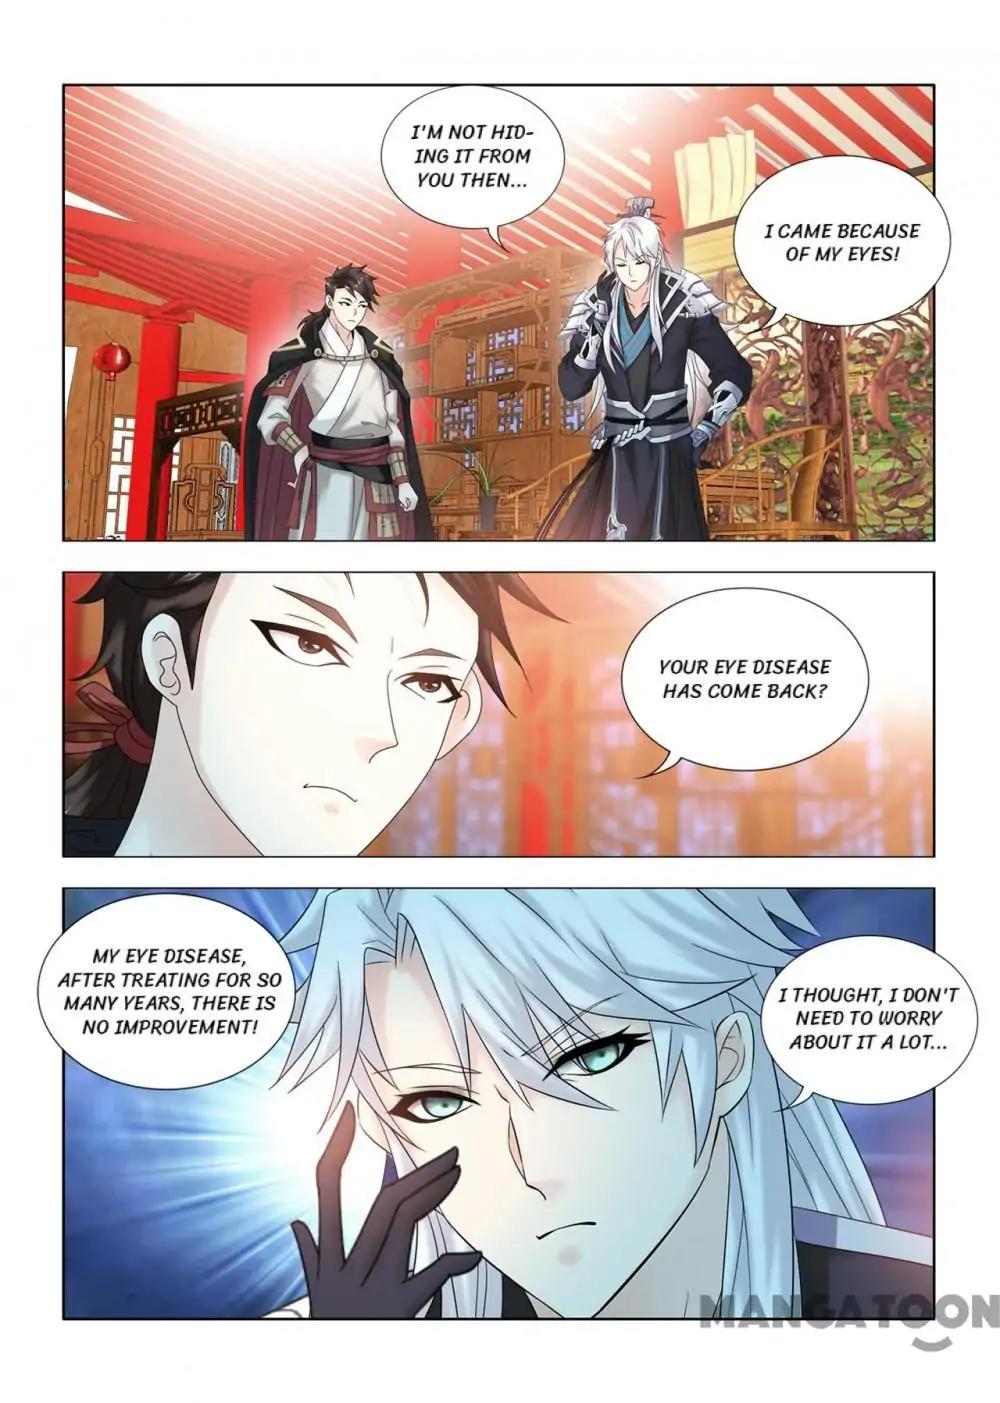 I'M NOT HID-
ING IT FROM
YOU THEN...
I CAME BECAUSE
OF MY EYES!
YOUR EYE DISEASE
HAS COME BACK?
MY EYE DISEASE,
AFTER TREATING FOR SO
MANY YEARS, THERE IS
NO IMPROVEMENT!
I THOUGHT, I DON'T
NEED TO WORRY
ABOUT IT A LOT...
MANGATOON